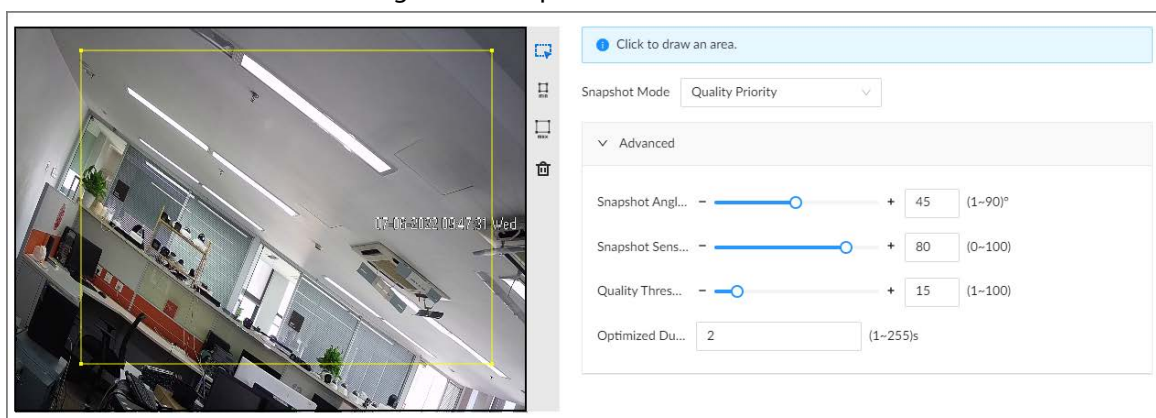 Click to draw an area.
Snapshot Mode Quality Priority
Advanced
Snapshot Angl... - + 45 (1~90)°
Snapshot Sens... - + 80 (0~100)
07-06-2022 09:47:31 Wed
Quality Thres... - + 15 (1~100)
Optimized Du... 2 (1~255)s